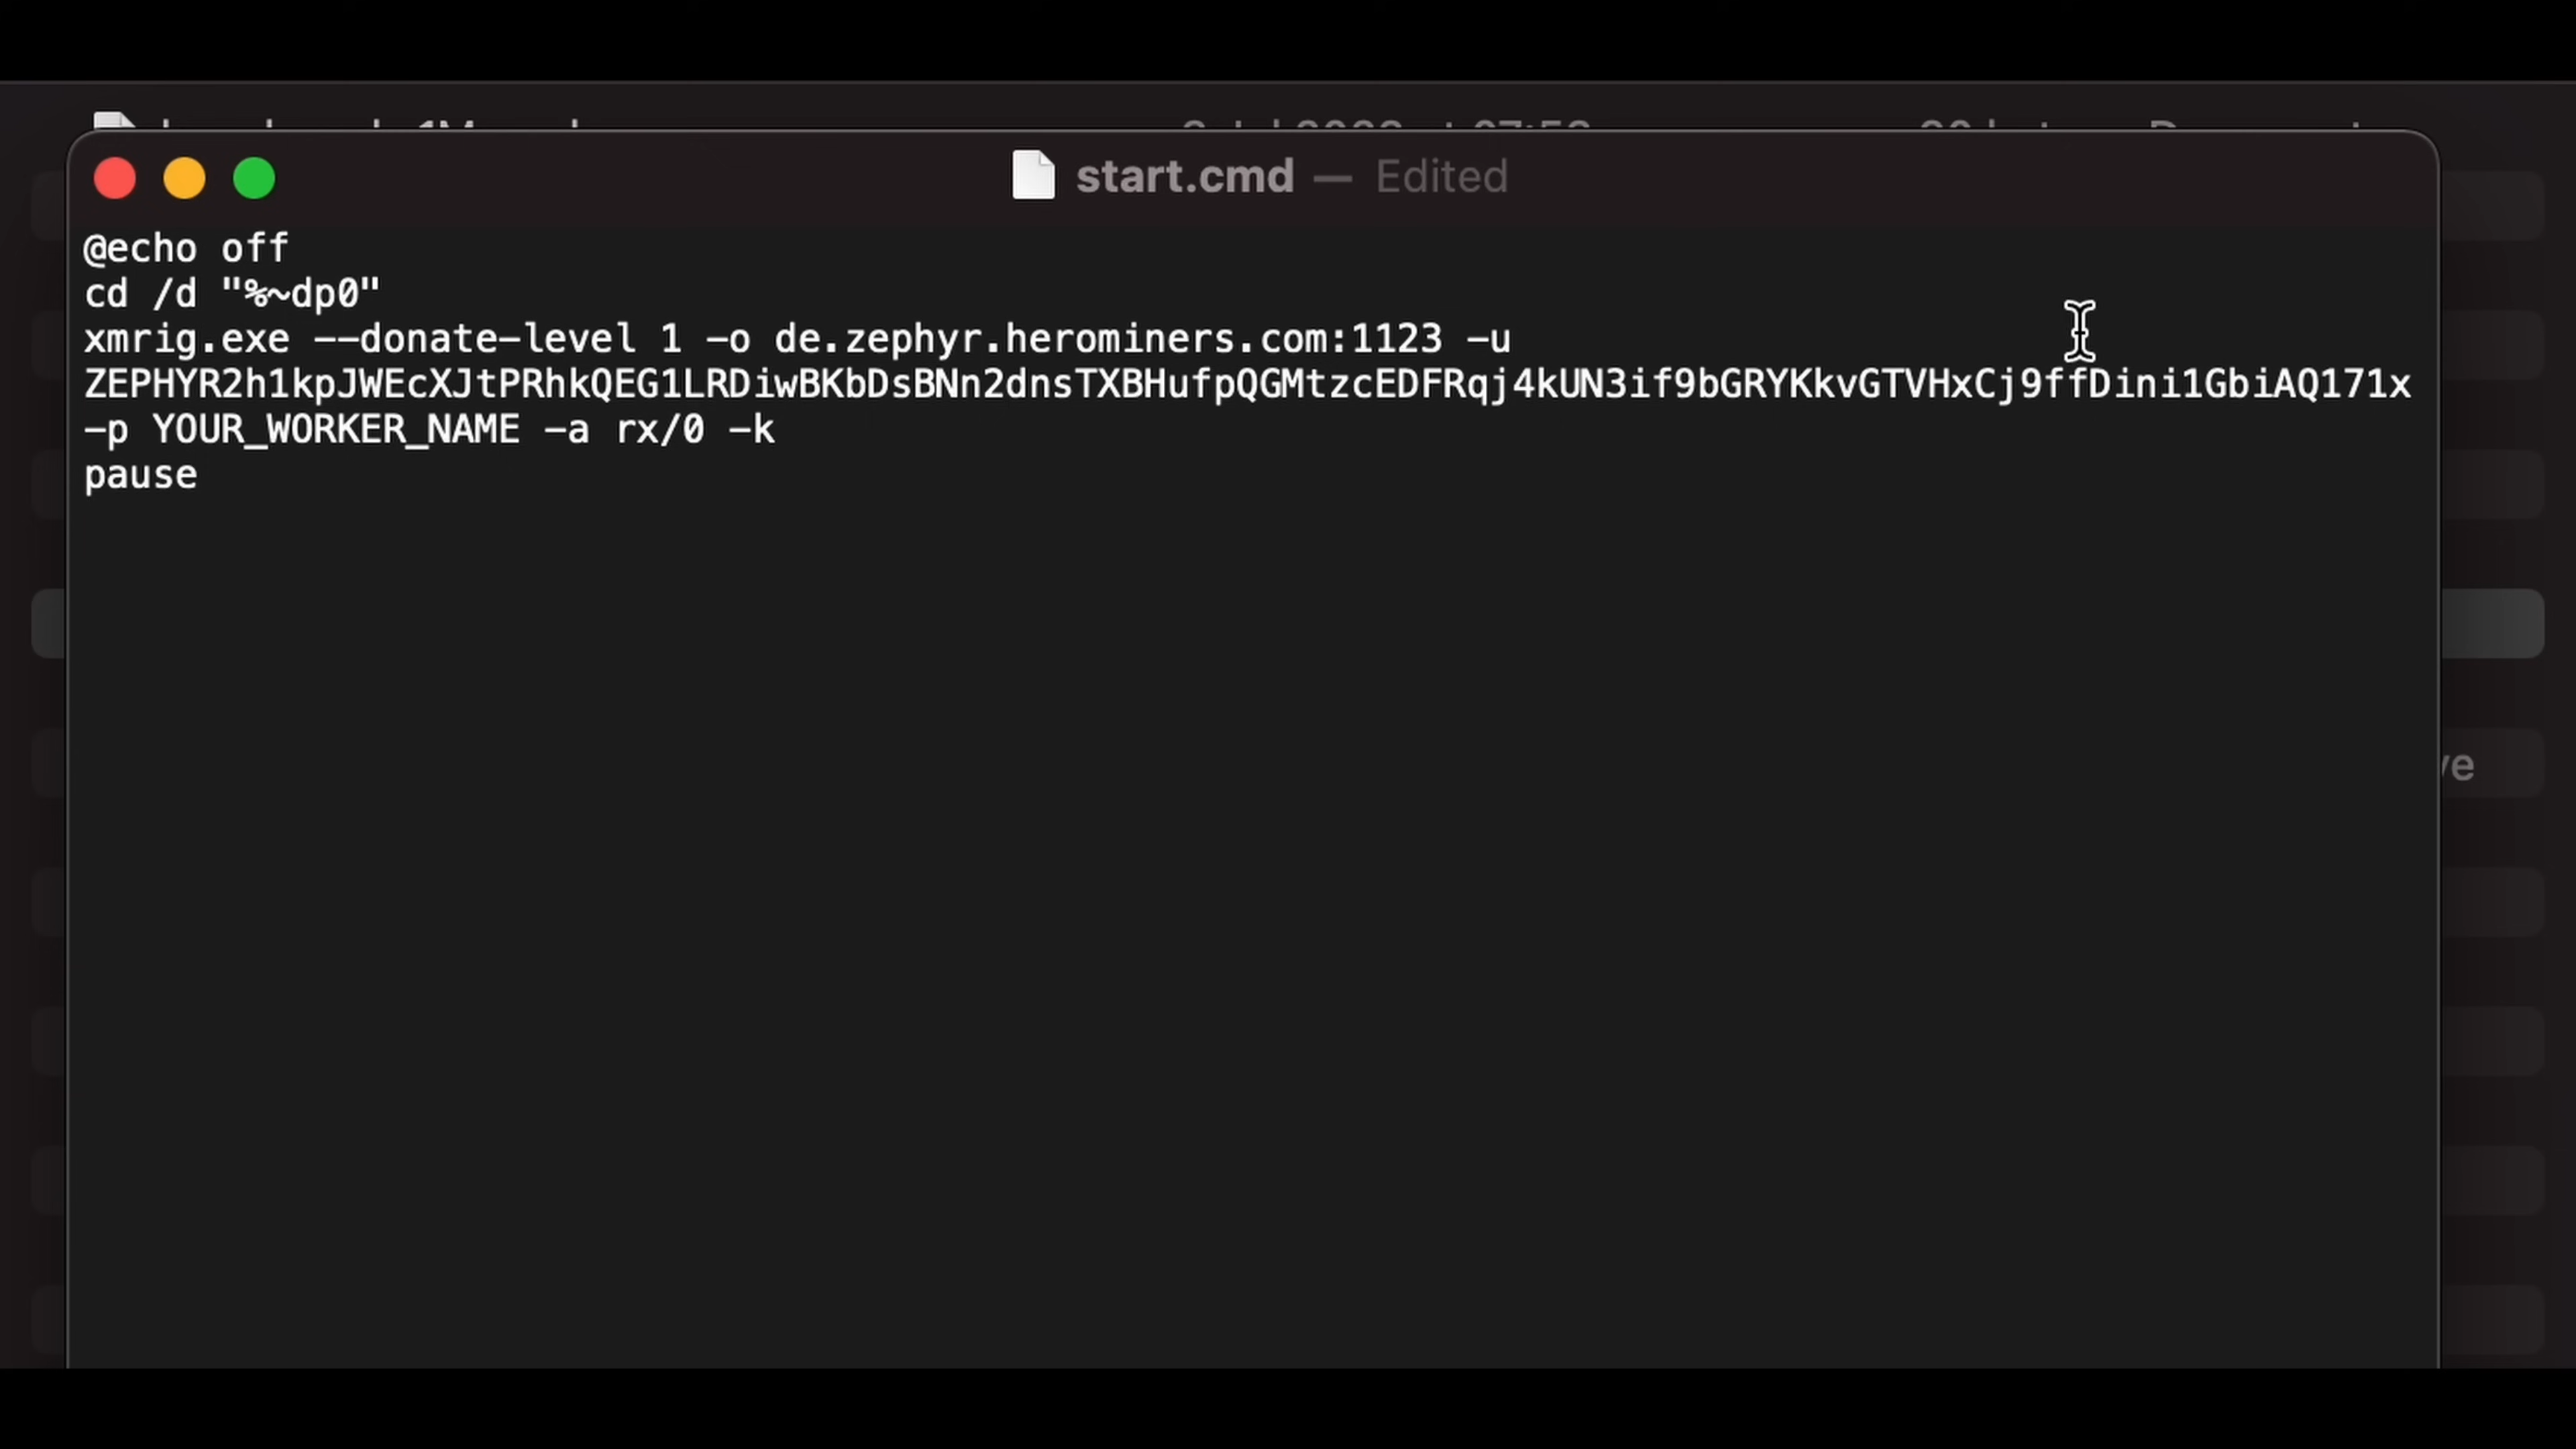 start.cmd — Edited
@echo off
cd /d "%~dp0"
xmrig.exe --donate-level 1 -o de.zephyr.herominers.com:1123 -u
ZEPHYR2h1kpJWEcXJtPRhkQEG1LRDiwBKbDsBNn2dnsTXBHufpQGMtzcEDFRqj4kUN3if9bGRYKkvGTVHxCj9ffDini1GbiAQ171x
-p YOUR_WORKER_NAME -a rx/0 -k
pause